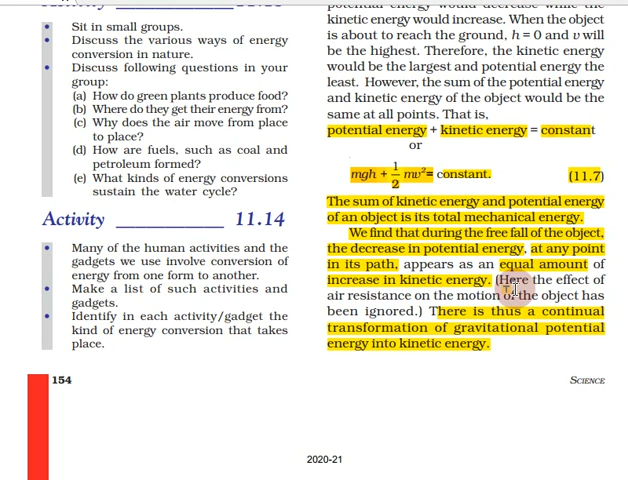 Activity _____________ 11.13
• Sit in small groups.
• Discuss the various ways of energy
conversion in nature.
• Discuss following questions in your
group:
(a) How do green plants produce food?
(b) Where do they get their energy from?
(c) Why does the air move from place
to place?
(d) How are fuels, such as coal and
petroleum formed?
(e) What kinds of energy conversions
sustain the water cycle?
Activity _____________ 11.14
• Many of the human activities and the
gadgets we use involve conversion of
energy from one form to another.
• Make a list of such activities and
gadgets.
• Identify in each activity/gadget the
kind of energy conversion that takes
place.
154
potential energy would decrease while the
kinetic energy would increase. When the object
is about to reach the ground, h = 0 and v will
be the highest. Therefore, the kinetic energy
would be the largest and potential energy the
least. However, the sum of the potential energy
and kinetic energy of the object would be the
same at all points. That is,
potential energy + kinetic energy = constant
or
mgh + 1/2 mv²= constant. (11.7)
The sum of kinetic energy and potential energy
of an object is its total mechanical energy.
We find that during the free fall of the object,
the decrease in potential energy, at any point
in its path, appears as an equal amount of
increase in kinetic energy. (Here the effect of
air resistance on the motion of the object has
been ignored.) There is thus a continual
transformation of gravitational potential
energy into kinetic energy.
SCIENCE
2020-21